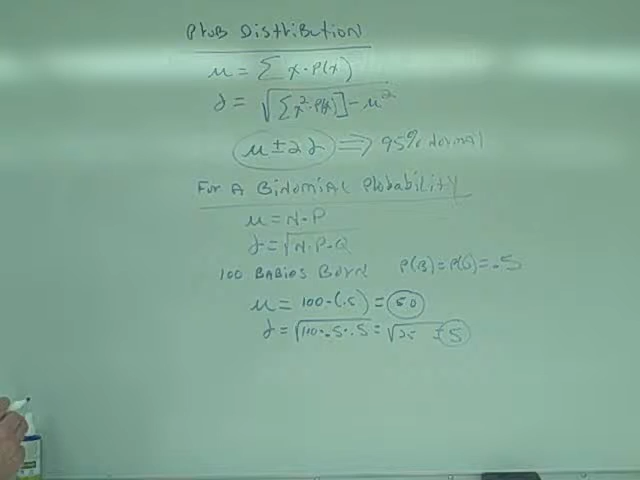 Prob Distribution
μ = Σ x · P(x)
σ = √[Σ x² · P(x)] - μ²
μ ± 2σ ⟹ 95% Normal
For A Binomial Probability
μ = N · P
σ = √N · P · Q
100 Babies Born P(B) = P(G) = .5
μ = 100 · (.5) = 50
σ = √100 · .5 · .5 = √25 = 5